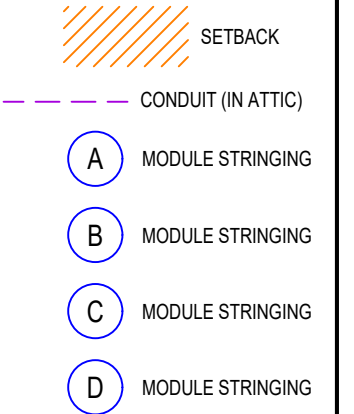 SETBACK
CONDUIT (IN ATTIC)
A MODULE STRINGING
B MODULE STRINGING
C MODULE STRINGING
D MODULE STRINGING